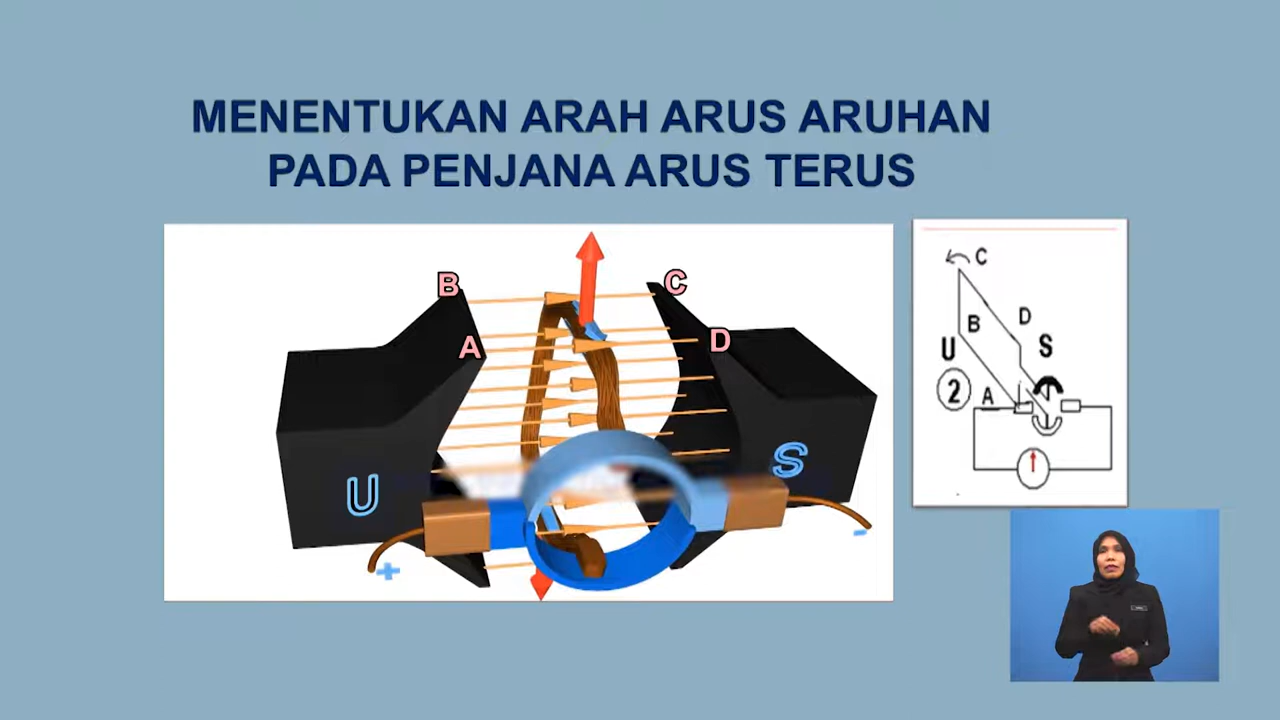 MENENTUKAN ARAH ARUS ARUHAN
PADA PENJANA ARUS TERUS
B
C
A
D
U
S
+
-
C
B
D
U
S
2
A